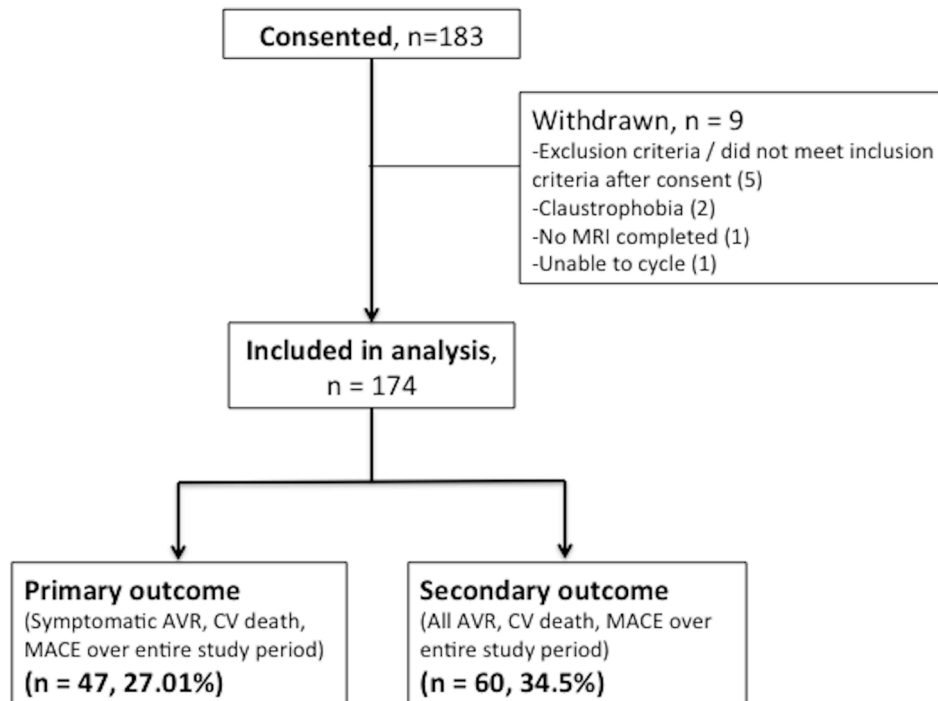 Consented, n=183
Withdrawn, n = 9
-Exclusion criteria / did not meet inclusion
criteria after consent (5)
-Claustrophobia (2)
-No MRI completed (1)
-Unable to cycle (1)
Included in analysis,
n = 174
Primary outcome
(Symptomatic AVR, CV death,
MACE over entire study period)
(n = 47, 27.01%)
Secondary outcome
(All AVR, CV death, MACE over
entire study period)
(n = 60, 34.5%)